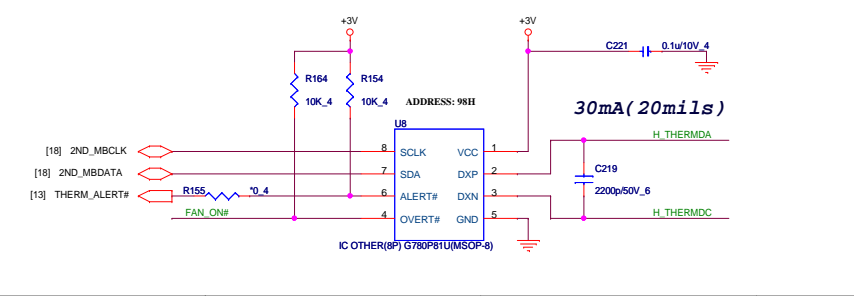 +3V
+3V
C221
0.1u/10V_4
R164
R154
10K_4
10K_4
ADDRESS: 98H
30mA(20mils)
U8
H_THERMDA
[18] 2ND_MBCLK
8
SCLK
VCC
1
[18] 2ND_MBDATA
7
SDA
DXP
2
C219
[13] THERM_ALERT#
R155
*0_4
6
ALERT#
DXN
3
2200p/50V_6
FAN_ON#
4
OVERT#
GND
5
H_THERMDC
IC OTHER(8P) G780P81U(MSOP-8)